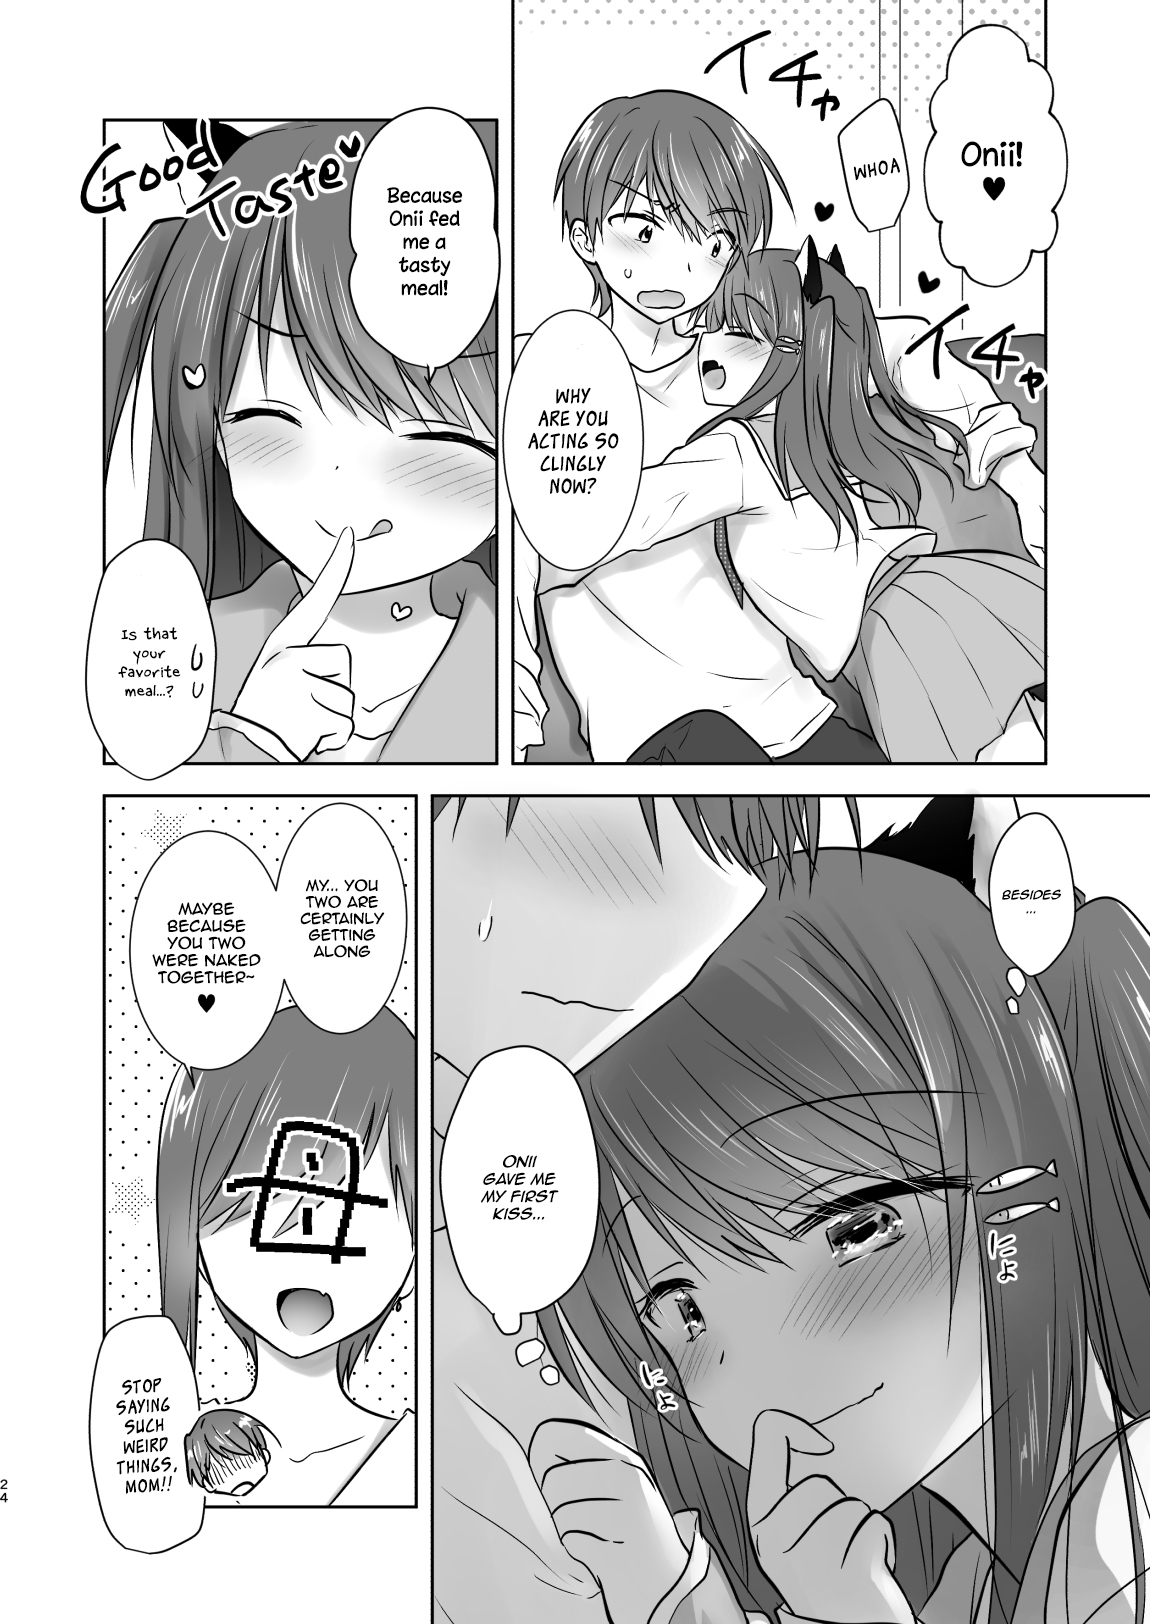 Onii!
♥
WHOA
イチャ
イチャ
WHY
ARE YOU
ACTING SO
CLINGLY
NOW?
Because
Onii fed
me a
tasty
meal!
Good
Taste♥
Is that
your
favorite
meal...?
BESIDES
...
ONII
GAVE ME
MY FIRST
KISS...
にょ
にょ
MY... YOU
TWO ARE
CERTAINLY
GETTING
ALONG
MAYBE
BECAUSE
YOU TWO
WERE NAKED
TOGETHER~
♥
母
STOP
SAYING
SUCH
WEIRD
THINGS,
MOM!!
24